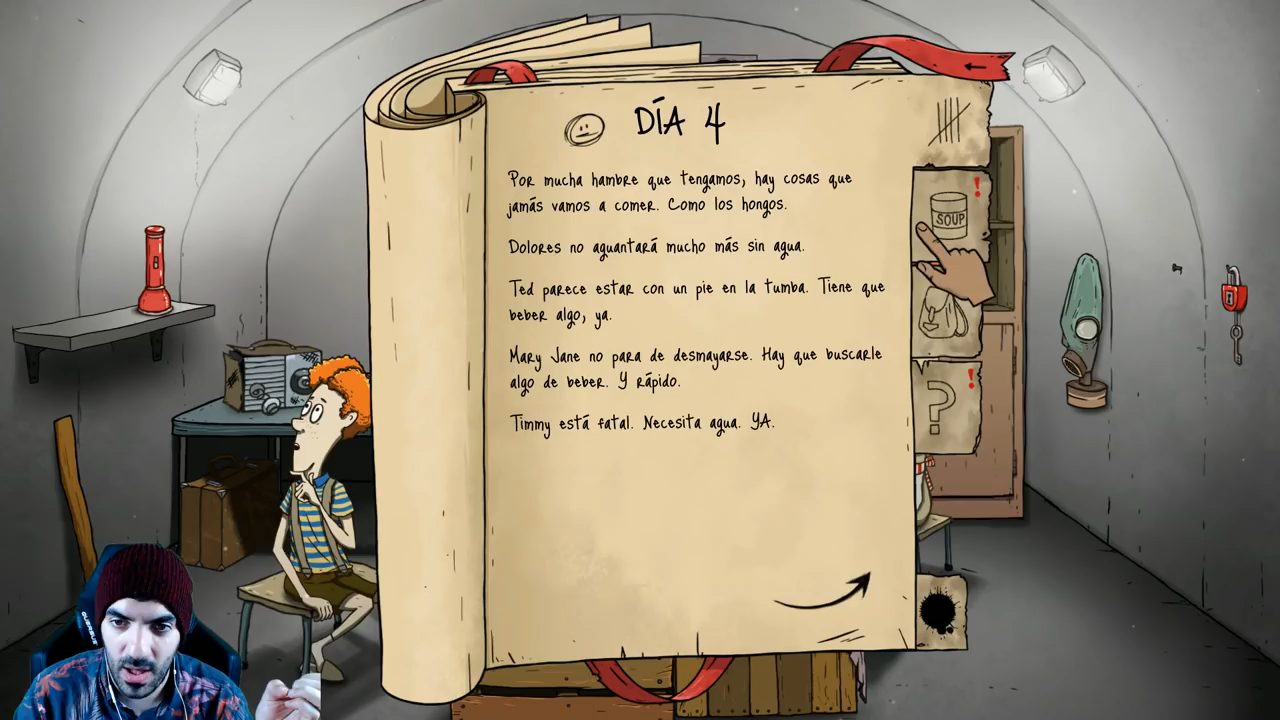 DÍA 4
Por mucha hambre que tengamos, hay cosas que
jamás vamos a comer. Como los hongos.
Dolores no aguantará mucho más sin agua.
Ted parece estar con un pie en la tumba. Tiene que
beber algo, ya.
Mary Jane no para de desmayarse. Hay que buscarle
algo de beber. Y rápido.
Timmy está fatal. Necesita agua. YA.
!
SOUP
?
!